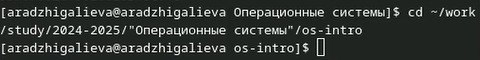 [aradzhigalieva@aradzhigalieva Операционные системы]$ cd ~/work
/study/2024-2025/"Операционные системы"/os-intro
[aradzhigalieva@aradzhigalieva os-intro]$